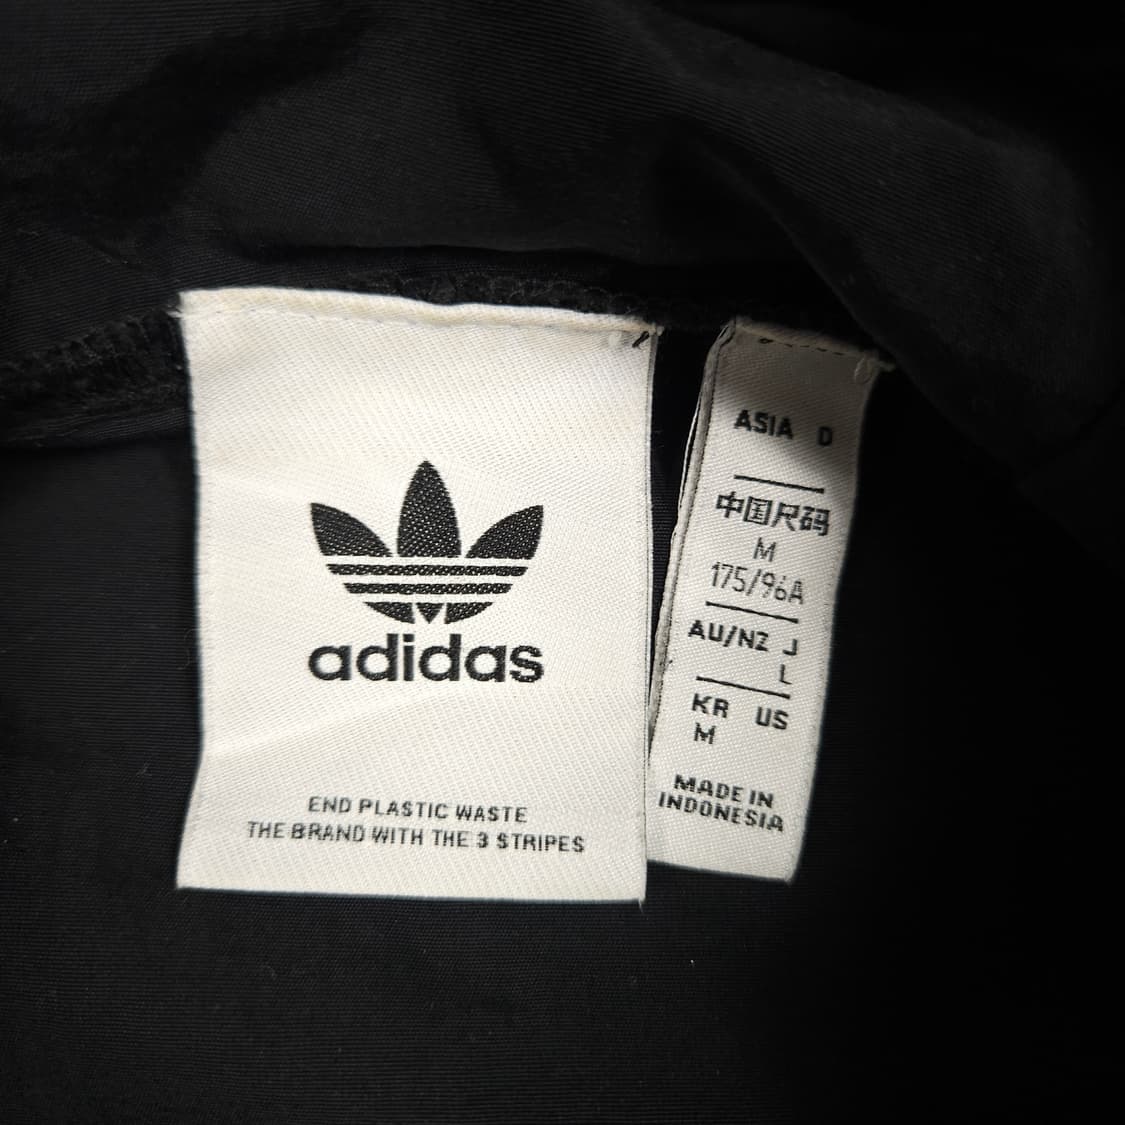 adidas
END PLASTIC WASTE
THE BRAND WITH THE 3 STRIPES
ASIA D
中国尺码
M
175/96A
AU/NZ J
L
KR US
M
MADE IN
INDONESIA